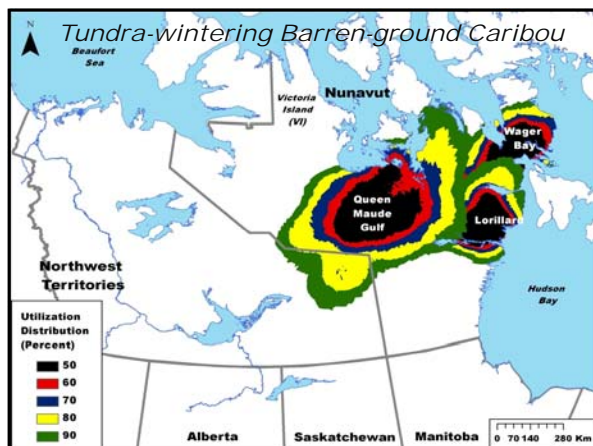 Tundra-wintering Barren-ground Caribou
Beaufort
Sea
Victoria
Island
(VI)
Nunavut
Wager
Bay
Queen
Maude
Gulf
Lorillard
Northwest
Territories
Hudson
Bay
Utilization
Distribution
(Percent)
50
60
70
80
90
Alberta
Saskatchewan
Manitoba
0 70 140 280 Km